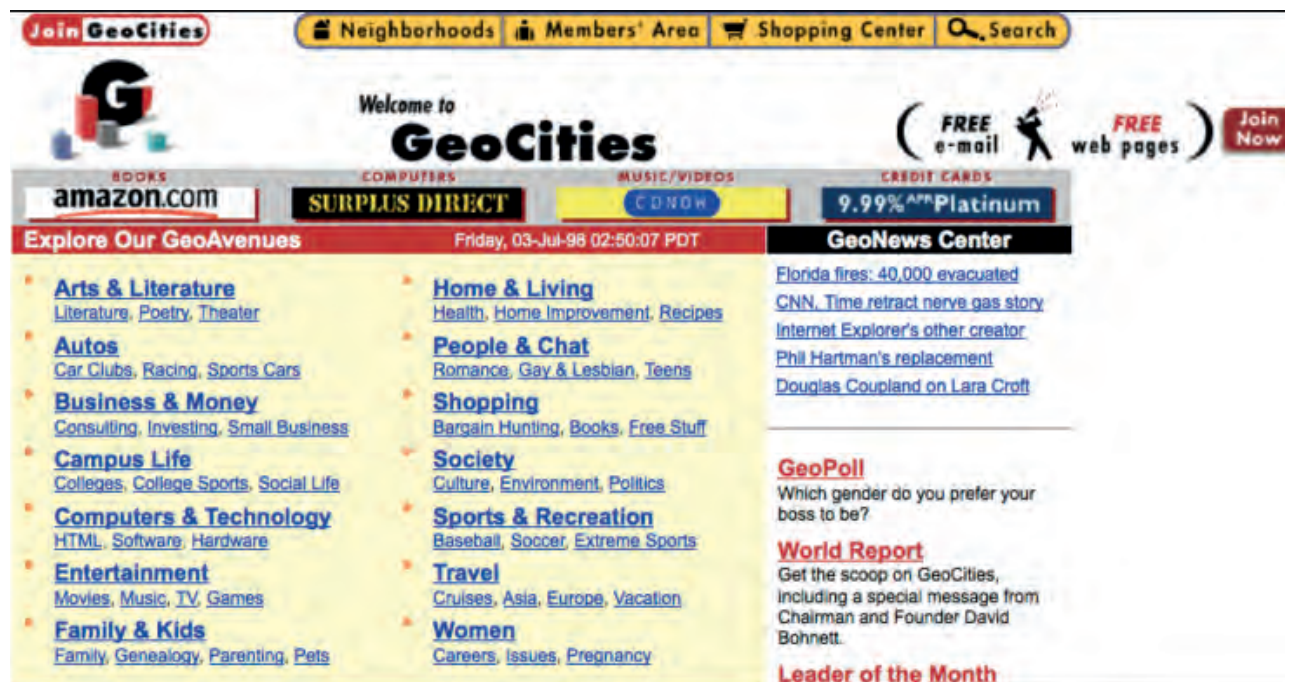 Join GeoCities
Neighborhoods Members' Area Shopping Center Search
G
Welcome to
GeoCities
FREE e-mail
FREE web pages
Join Now
BOOKS COMPUTERS MUSIC/VIDEOS CREDIT CARDS
amazon.com SURPLUS DIRECT CDNOW 9.99% APR Platinum
Explore Our GeoAvenues Friday, 03-Jul-98 02:50:07 PDT
Arts & Literature
Literature, Poetry, Theater
Autos
Car Clubs, Racing, Sports Cars
Business & Money
Consulting, Investing, Small Business
Campus Life
Colleges, College Sports, Social Life
Computers & Technology
HTML, Software, Hardware
Entertainment
Movies, Music, TV, Games
Family & Kids
Family, Genealogy, Parenting, Pets
Home & Living
Health, Home Improvement, Recipes
People & Chat
Romance, Gay & Lesbian, Teens
Shopping
Bargain Hunting, Books, Free Stuff
Society
Culture, Environment, Politics
Sports & Recreation
Baseball, Soccer, Extreme Sports
Travel
Cruises, Asia, Europe, Vacation
Women
Careers, Issues, Pregnancy
GeoNews Center
Florida fires: 40,000 evacuated
CNN, Time retract nerve gas story
Internet Explorer's other creator
Phil Hartman's replacement
Douglas Coupland on Lara Croft
GeoPoll
Which gender do you prefer your
boss to be?
World Report
Get the scoop on GeoCities,
including a special message from
Chairman and Founder David
Bohnett.
Leader of the Month